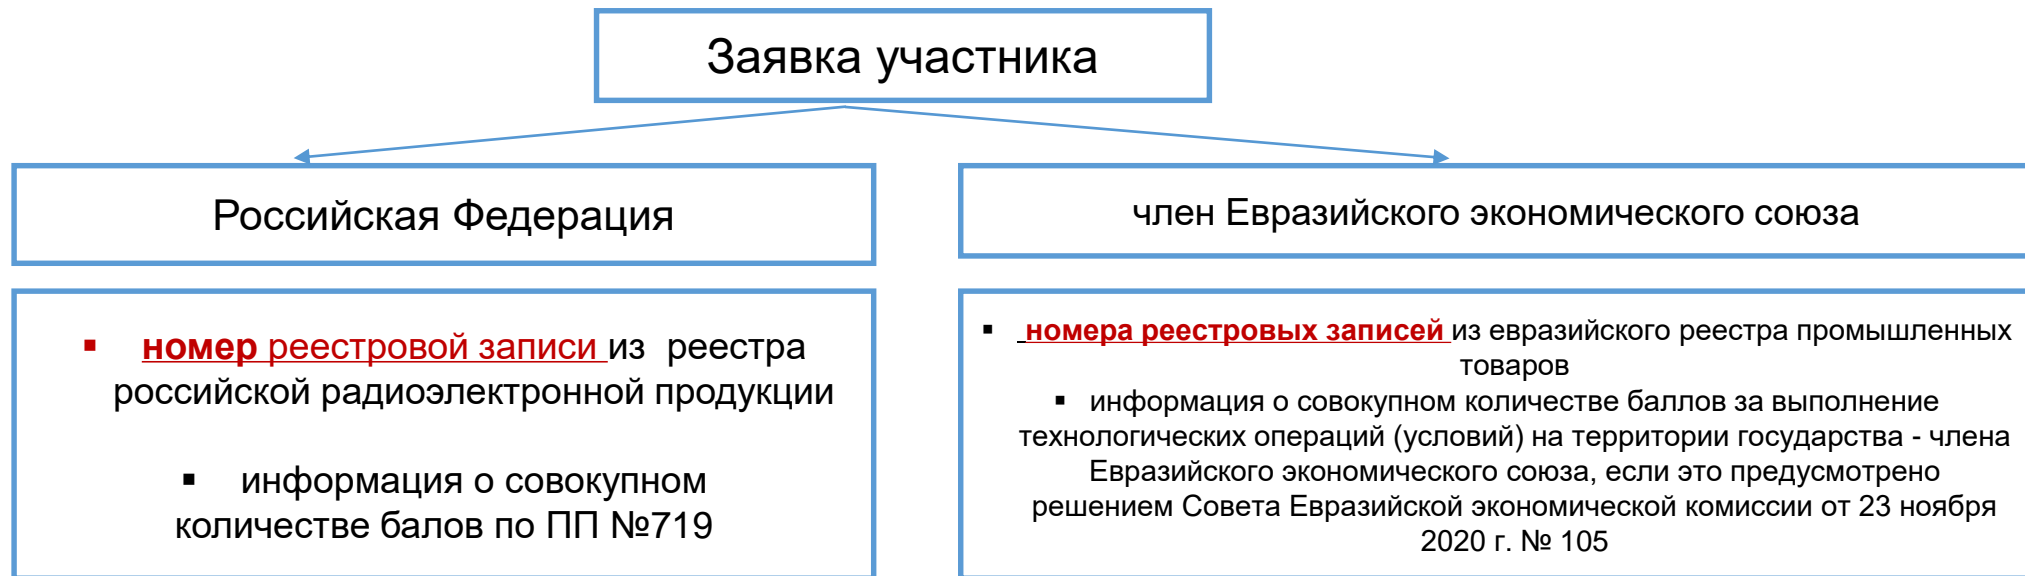 Заявка участника
Российская Федерация
▪ номер реестровой записи из реестра
российской радиоэлектронной продукции
▪ информация о совокупном
количестве балов по ПП №719
член Евразийского экономического союза
▪ номера реестровых записей из евразийского реестра промышленных
товаров
▪ информация о совокупном количестве баллов за выполнение
технологических операций (условий) на территории государства - члена
Евразийского экономического союза, если это предусмотрено
решением Совета Евразийской экономической комиссии от 23 ноября
2020 г. № 105